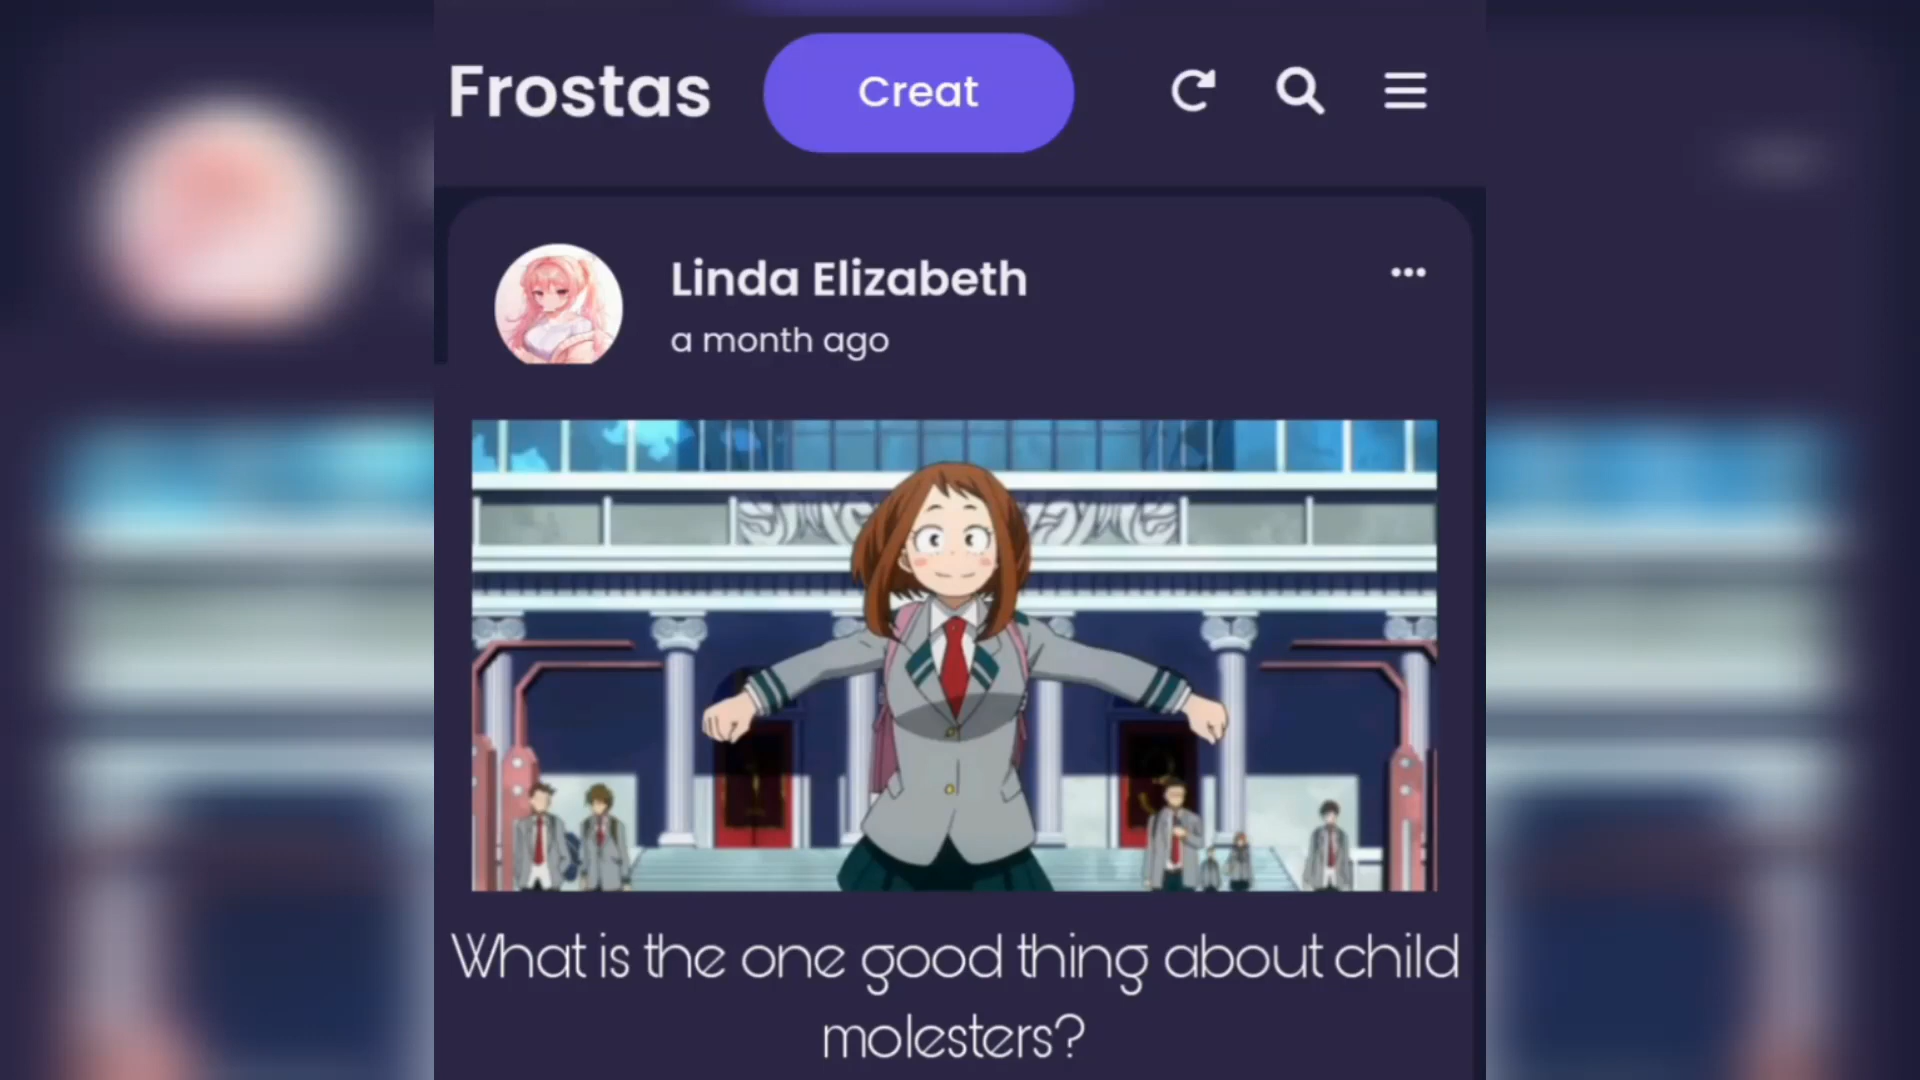 Frostas
Creat
Linda Elizabeth
a month ago
What is the one good thing about child
molesters?